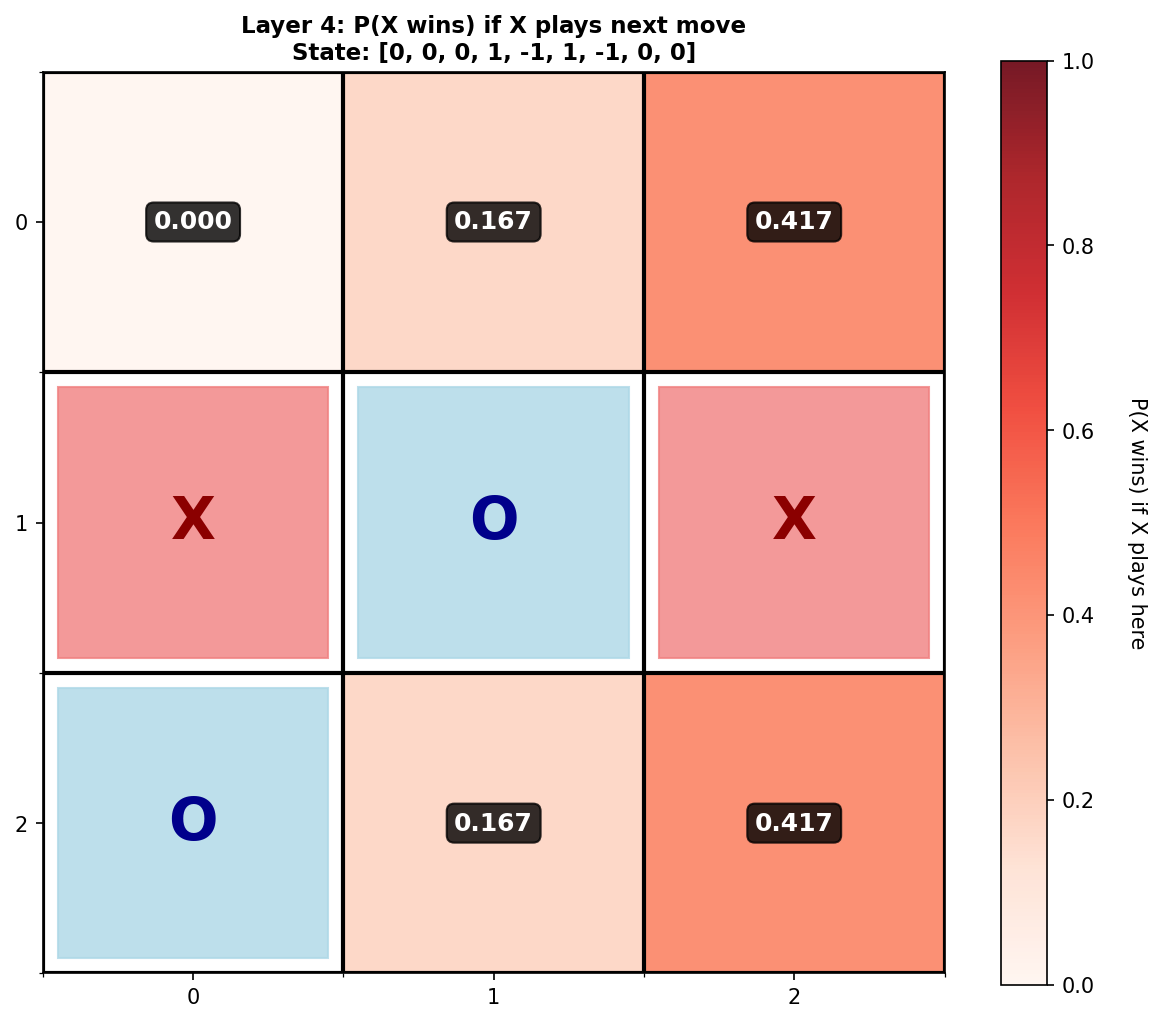 Layer 4: P(X wins) if X plays next move
State: [0, 0, 0, 1, -1, 1, -1, 0, 0]
0
0.000
0.167
0.417
1
X
O
X
2
O
0.167
0.417
0
1
2
1.0
0.8
0.6
0.4
0.2
0.0
P(X wins) if X plays here